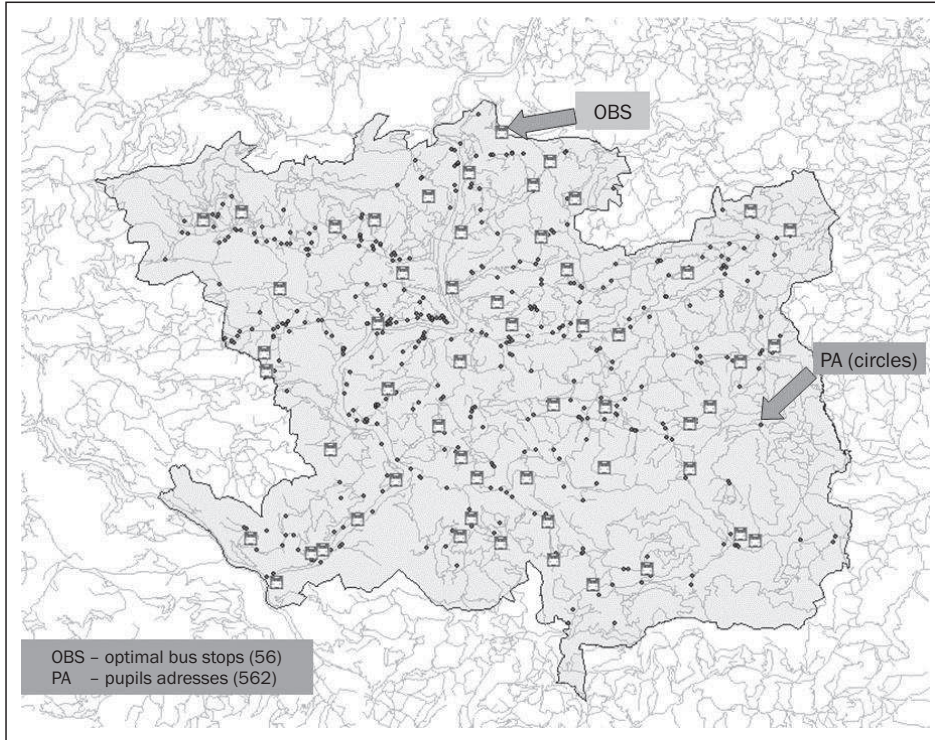 OBS
PA (circles)
OBS – optimal bus stops (56)
PA – pupils adresses (562)